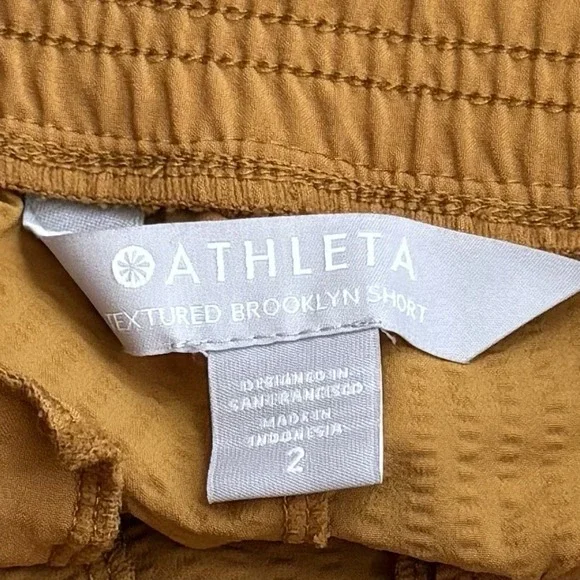 ATHLETA
TEXTURED BROOKLYN SHORT
DESIGNED IN
SAN FRANCISCO
MADE IN
INDONESIA
2